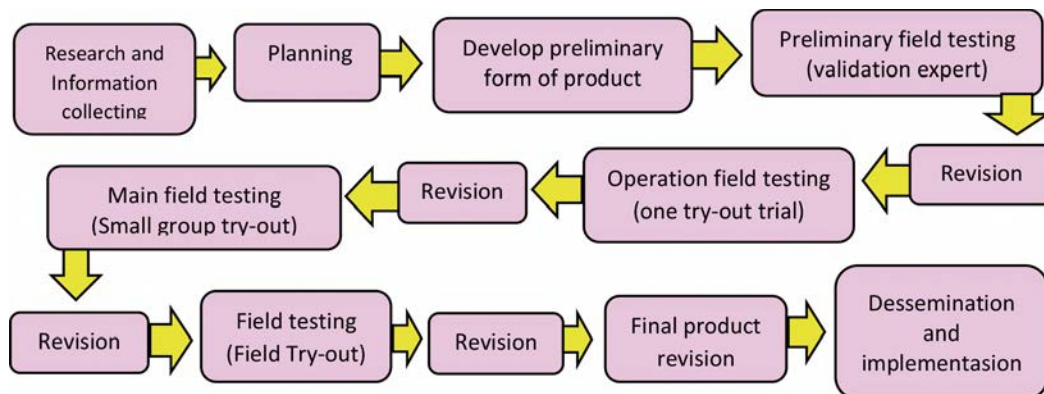 Research and
Information
collecting
Planning
Develop preliminary
form of product
Preliminary field testing
(validation expert)
Revision
Operation field testing
(one try-out trial)
Revision
Main field testing
(Small group try-out)
Revision
Field testing
(Field Try-out)
Revision
Final product
revision
Dessemination
and
implementasion